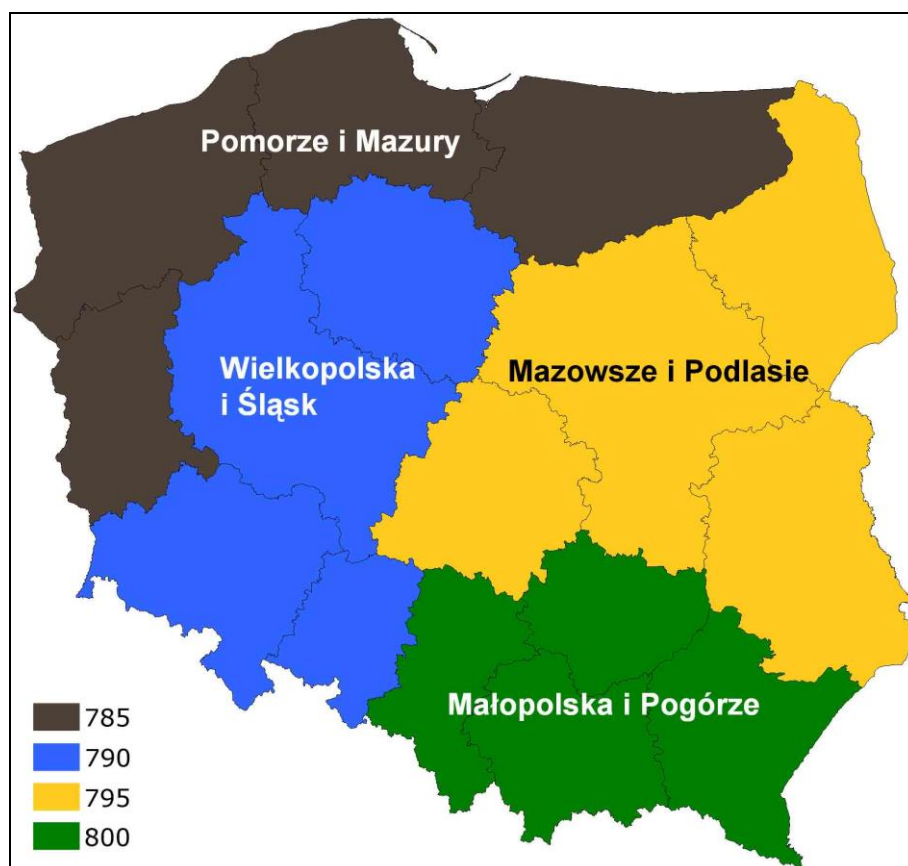 Pomorze i Mazury
Wielkopolska
i Śląsk
Mazowsze i Podlasie
Małopolska i Pogórze
785
790
795
800